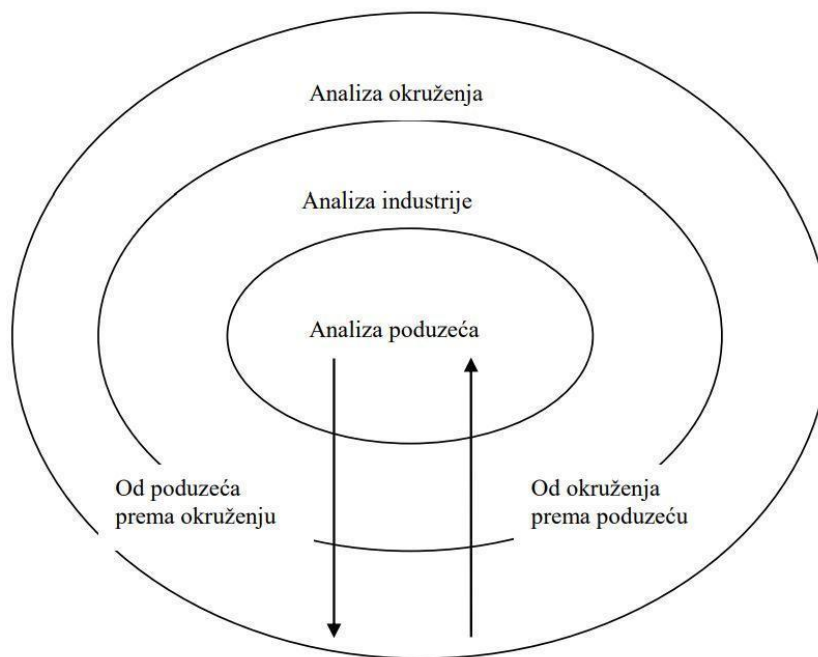 Analiza okruženja
Analiza industrije
Analiza poduzeća
Od poduzeća
prema okruženju
Od okruženja
prema poduzeću